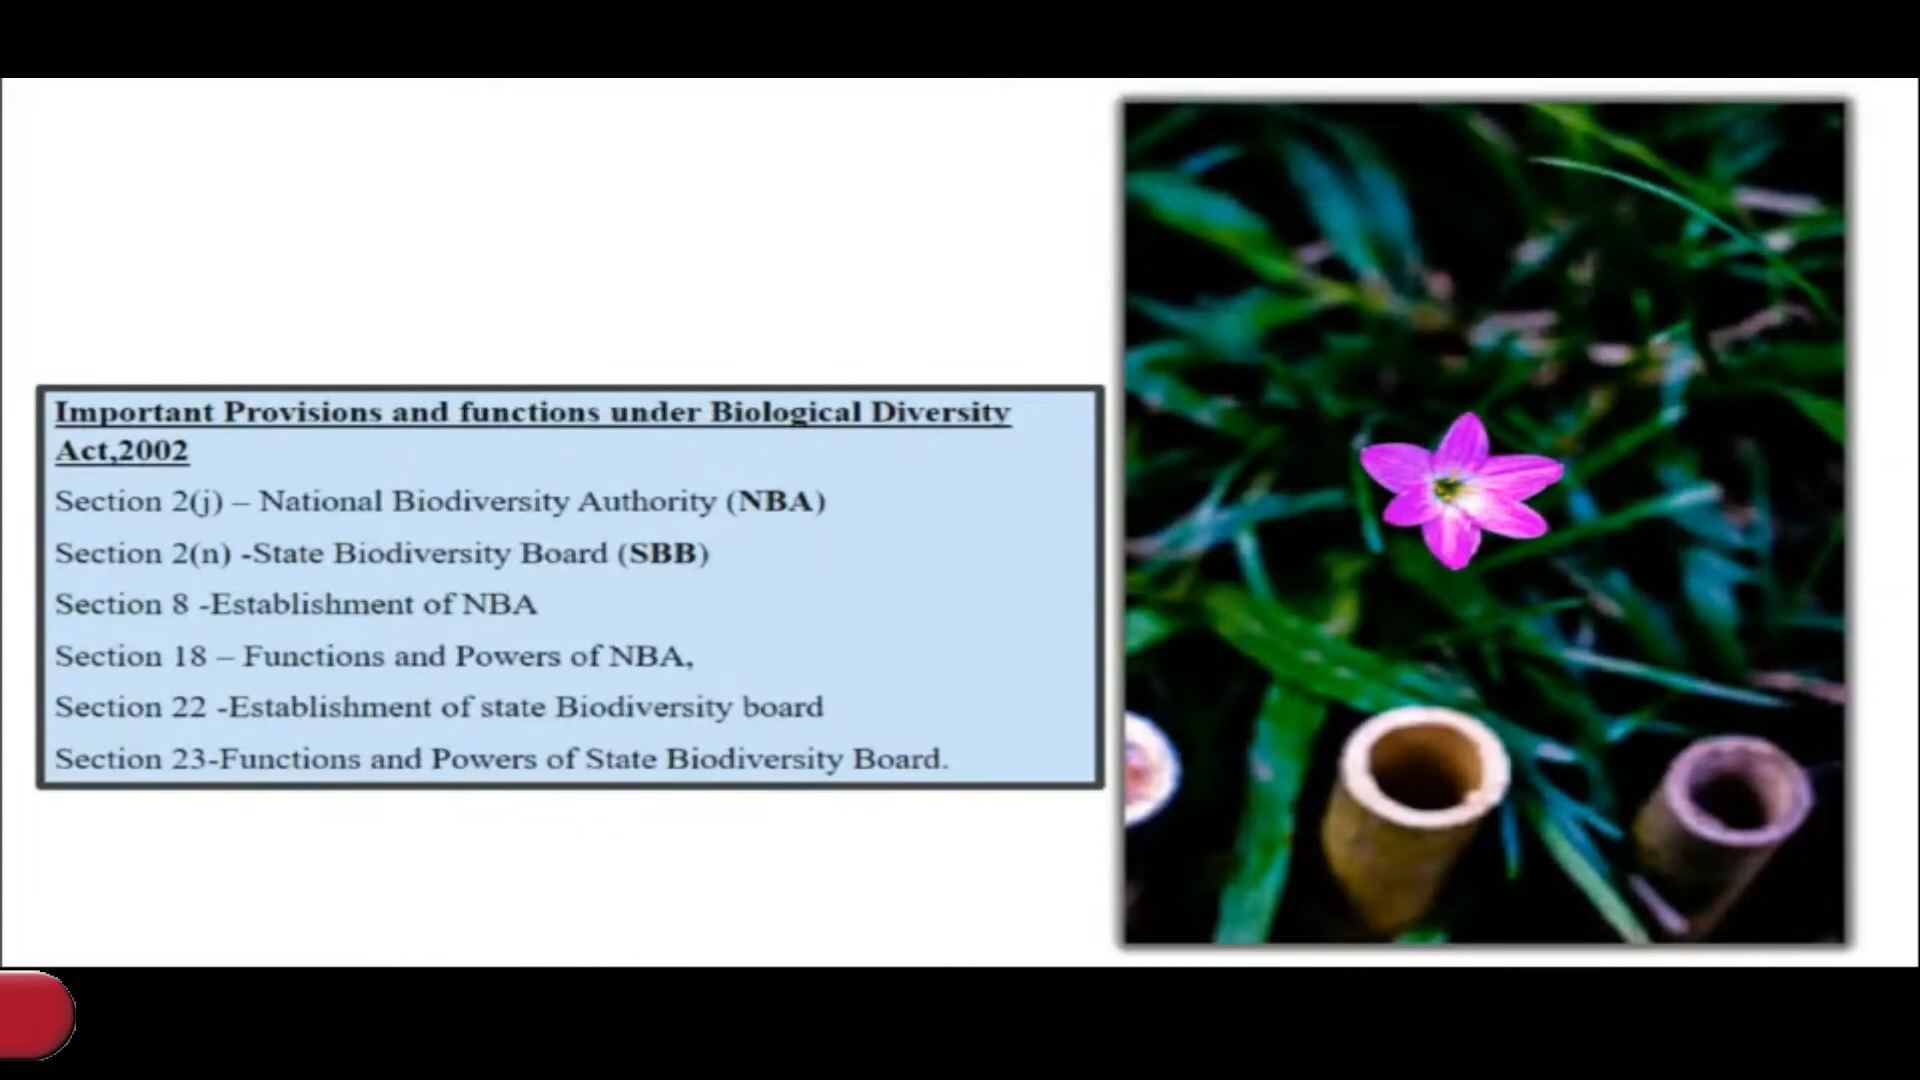 Important Provisions and functions under Biological Diversity
Act,2002
Section 2(j) – National Biodiversity Authority (NBA)
Section 2(n) -State Biodiversity Board (SBB)
Section 8 -Establishment of NBA
Section 18 – Functions and Powers of NBA,
Section 22 -Establishment of state Biodiversity board
Section 23-Functions and Powers of State Biodiversity Board.